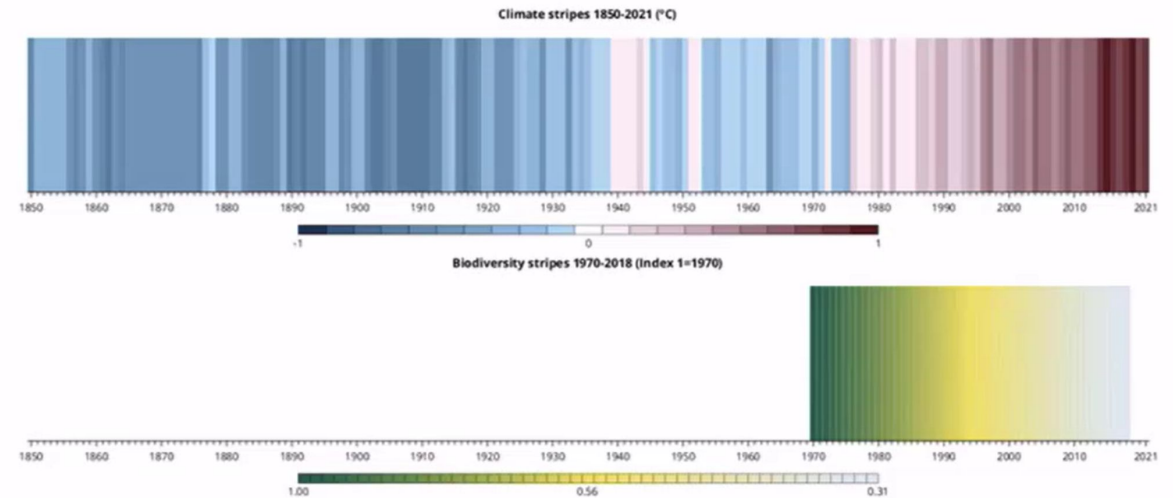 Climate stripes 1850-2021 (°C)
1850 1860 1870 1880 1890 1900 1910 1920 1930 1940 1950 1960 1970 1980 1990 2000 2010 2021
-1 0 1
Biodiversity stripes 1970-2018 (Index 1=1970)
1850 1860 1870 1880 1890 1900 1910 1920 1930 1940 1950 1960 1970 1980 1990 2000 2010 2021
1.00 0.56 0.31